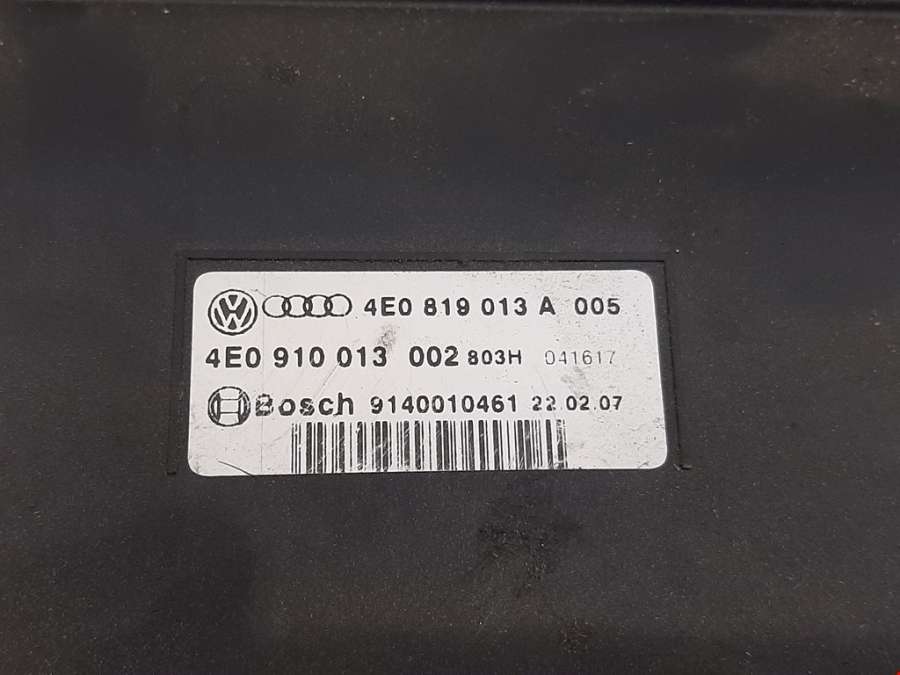 4E0 819 013 A 005
4E0 910 013 002 803H 041617
Bosch 9140010461 22.02.07